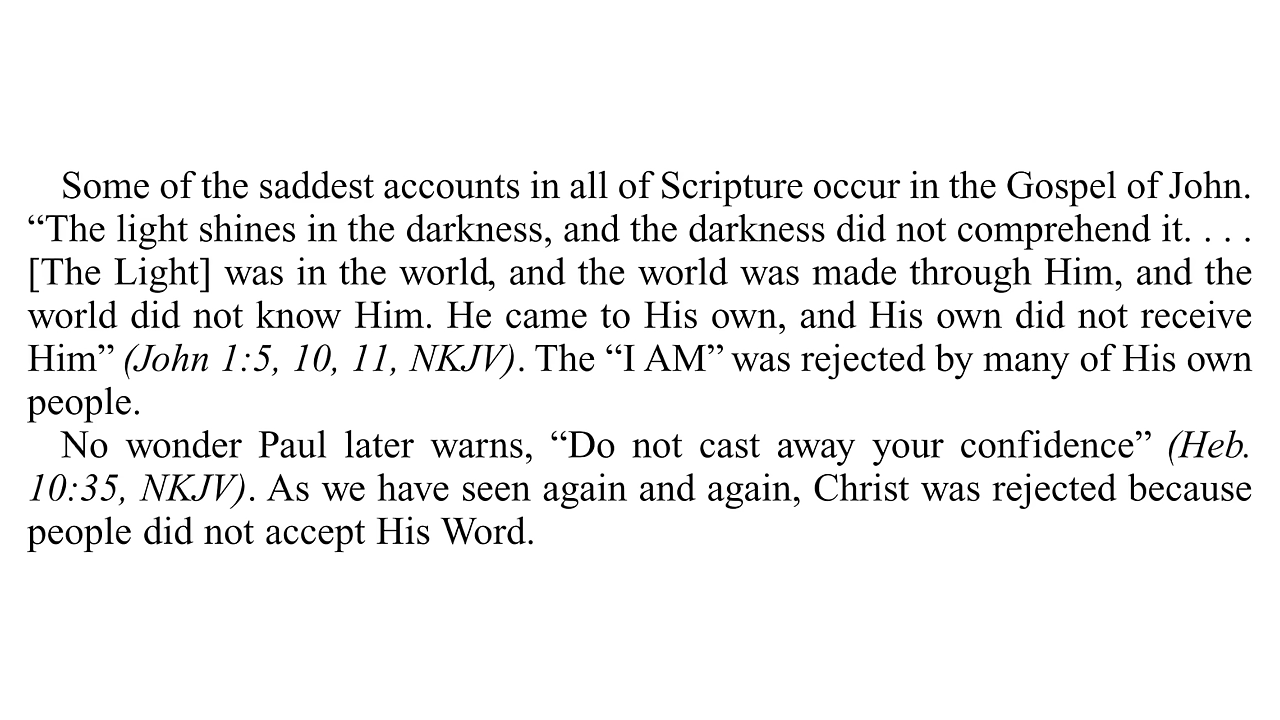 Some of the saddest accounts in all of Scripture occur in the Gospel of John.
“The light shines in the darkness, and the darkness did not comprehend it. . . .
[The Light] was in the world, and the world was made through Him, and the
world did not know Him. He came to His own, and His own did not receive
Him” (John 1:5, 10, 11, NKJV). The “I AM” was rejected by many of His own
people.
No wonder Paul later warns, “Do not cast away your confidence” (Heb.
10:35, NKJV). As we have seen again and again, Christ was rejected because
people did not accept His Word.